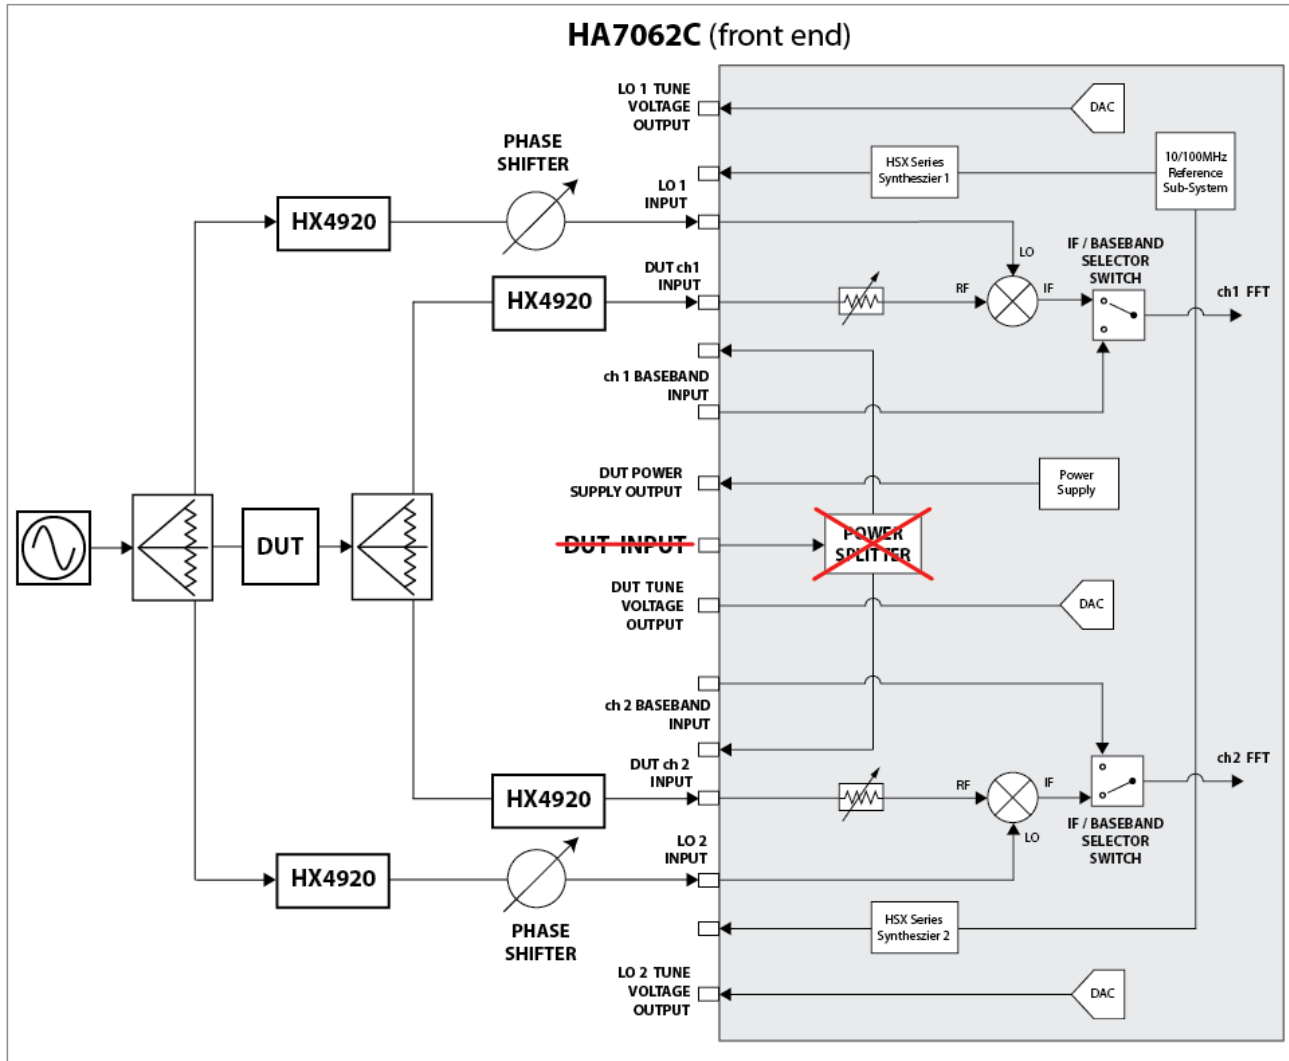 HA7062C (front end)
LO 1 TUNE
VOLTAGE
OUTPUT
DAC
PHASE
SHIFTER
HSX Series
Syntheszier 1
10/100MHz
Reference
Sub-System
LO 1
INPUT
HX4920
LO
IF / BASEBAND
SELECTOR
SWITCH
DUT ch1
INPUT
HX4920
RF
IF
ch1 FFT
ch 1 BASEBAND
INPUT
DUT POWER
SUPPLY OUTPUT
Power
Supply
DUT
DUT INPUT
POWER
SPLITTER
DUT TUNE
VOLTAGE
OUTPUT
DAC
ch 2 BASEBAND
INPUT
DUT ch 2
INPUT
HX4920
RF
IF
ch2 FFT
LO
IF / BASEBAND
SELECTOR
SWITCH
LO 2
INPUT
HX4920
PHASE
SHIFTER
HSX Series
Syntheszier 2
LO 2 TUNE
VOLTAGE
OUTPUT
DAC